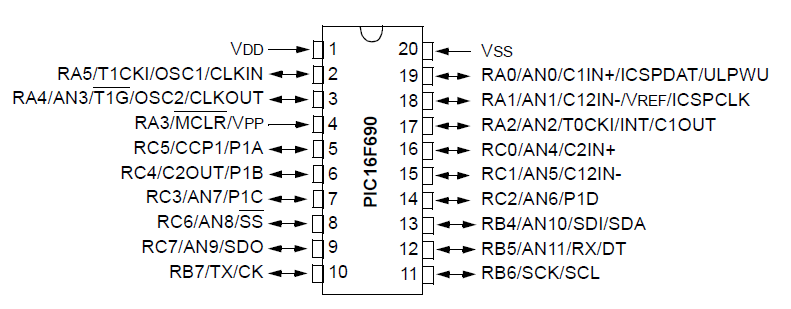 VDD 1 20 VSS
RA5/T1CKI/OSC1/CLKIN 2 19 RA0/AN0/C1IN+/ICSPDAT/ULPWU
RA4/AN3/T1G/OSC2/CLKOUT 3 18 RA1/AN1/C12IN-/VREF/ICSPCLK
RA3/MCLR/VPP 4 17 RA2/AN2/T0CKI/INT/C1OUT
RC5/CCP1/P1A 5 16 RC0/AN4/C2IN+
RC4/C2OUT/P1B 6 15 RC1/AN5/C12IN-
RC3/AN7/P1C 7 14 RC2/AN6/P1D
RC6/AN8/SS 8 13 RB4/AN10/SDI/SDA
RC7/AN9/SDO 9 12 RB5/AN11/RX/DT
RB7/TX/CK 10 11 RB6/SCK/SCL
PIC16F690